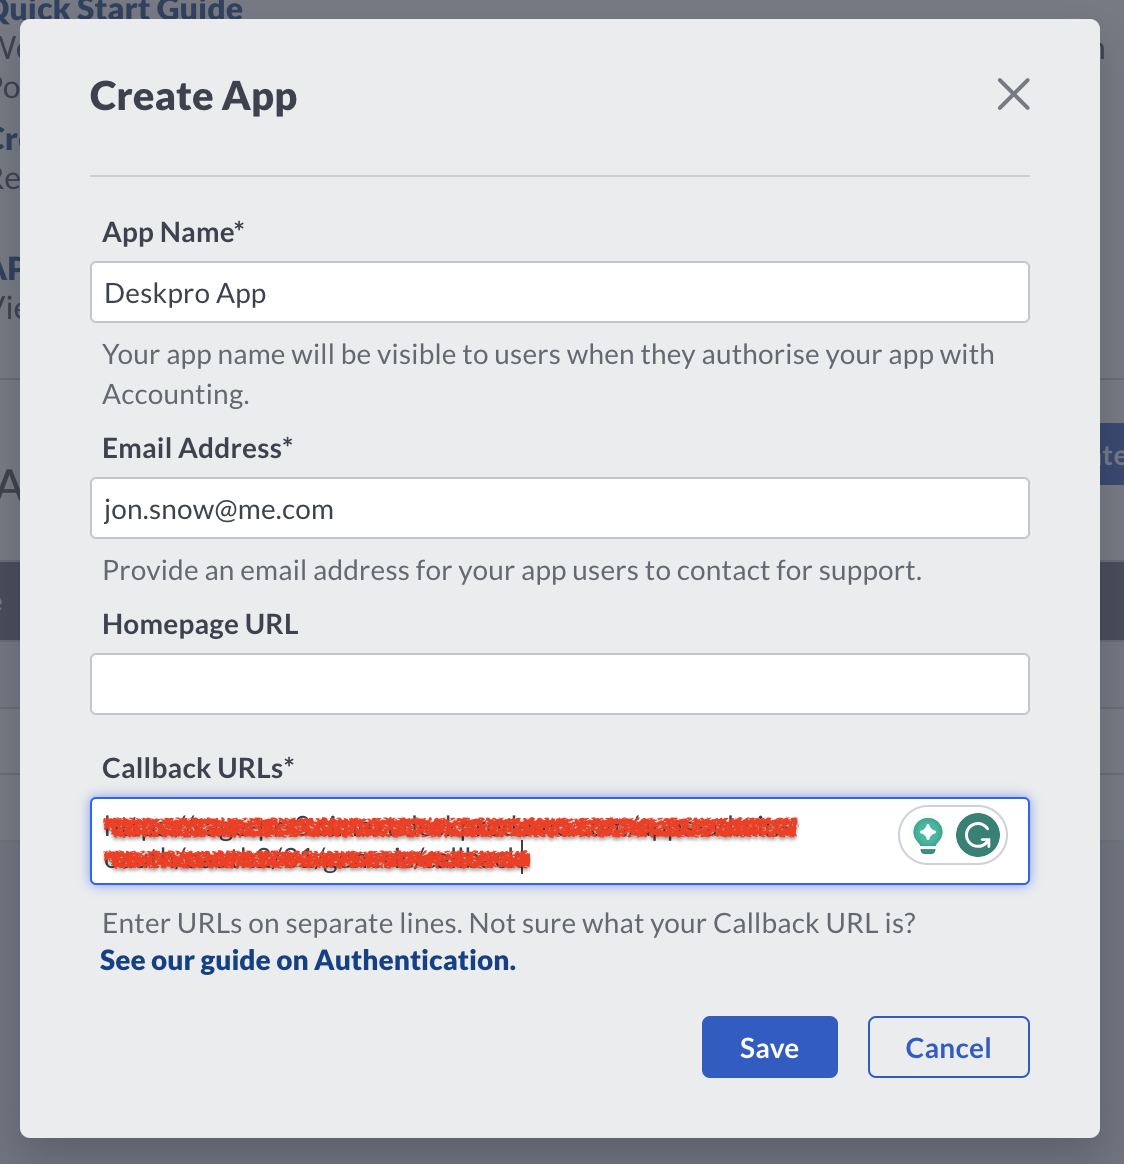 Quick Start Guide
Create App
App Name*
Deskpro App
Your app name will be visible to users when they authorise your app with
Accounting.
Email Address*
jon.snow@me.com
Provide an email address for your app users to contact for support.
Homepage URL
Callback URLs*
Enter URLs on separate lines. Not sure what your Callback URL is?
See our guide on Authentication.
Save
Cancel